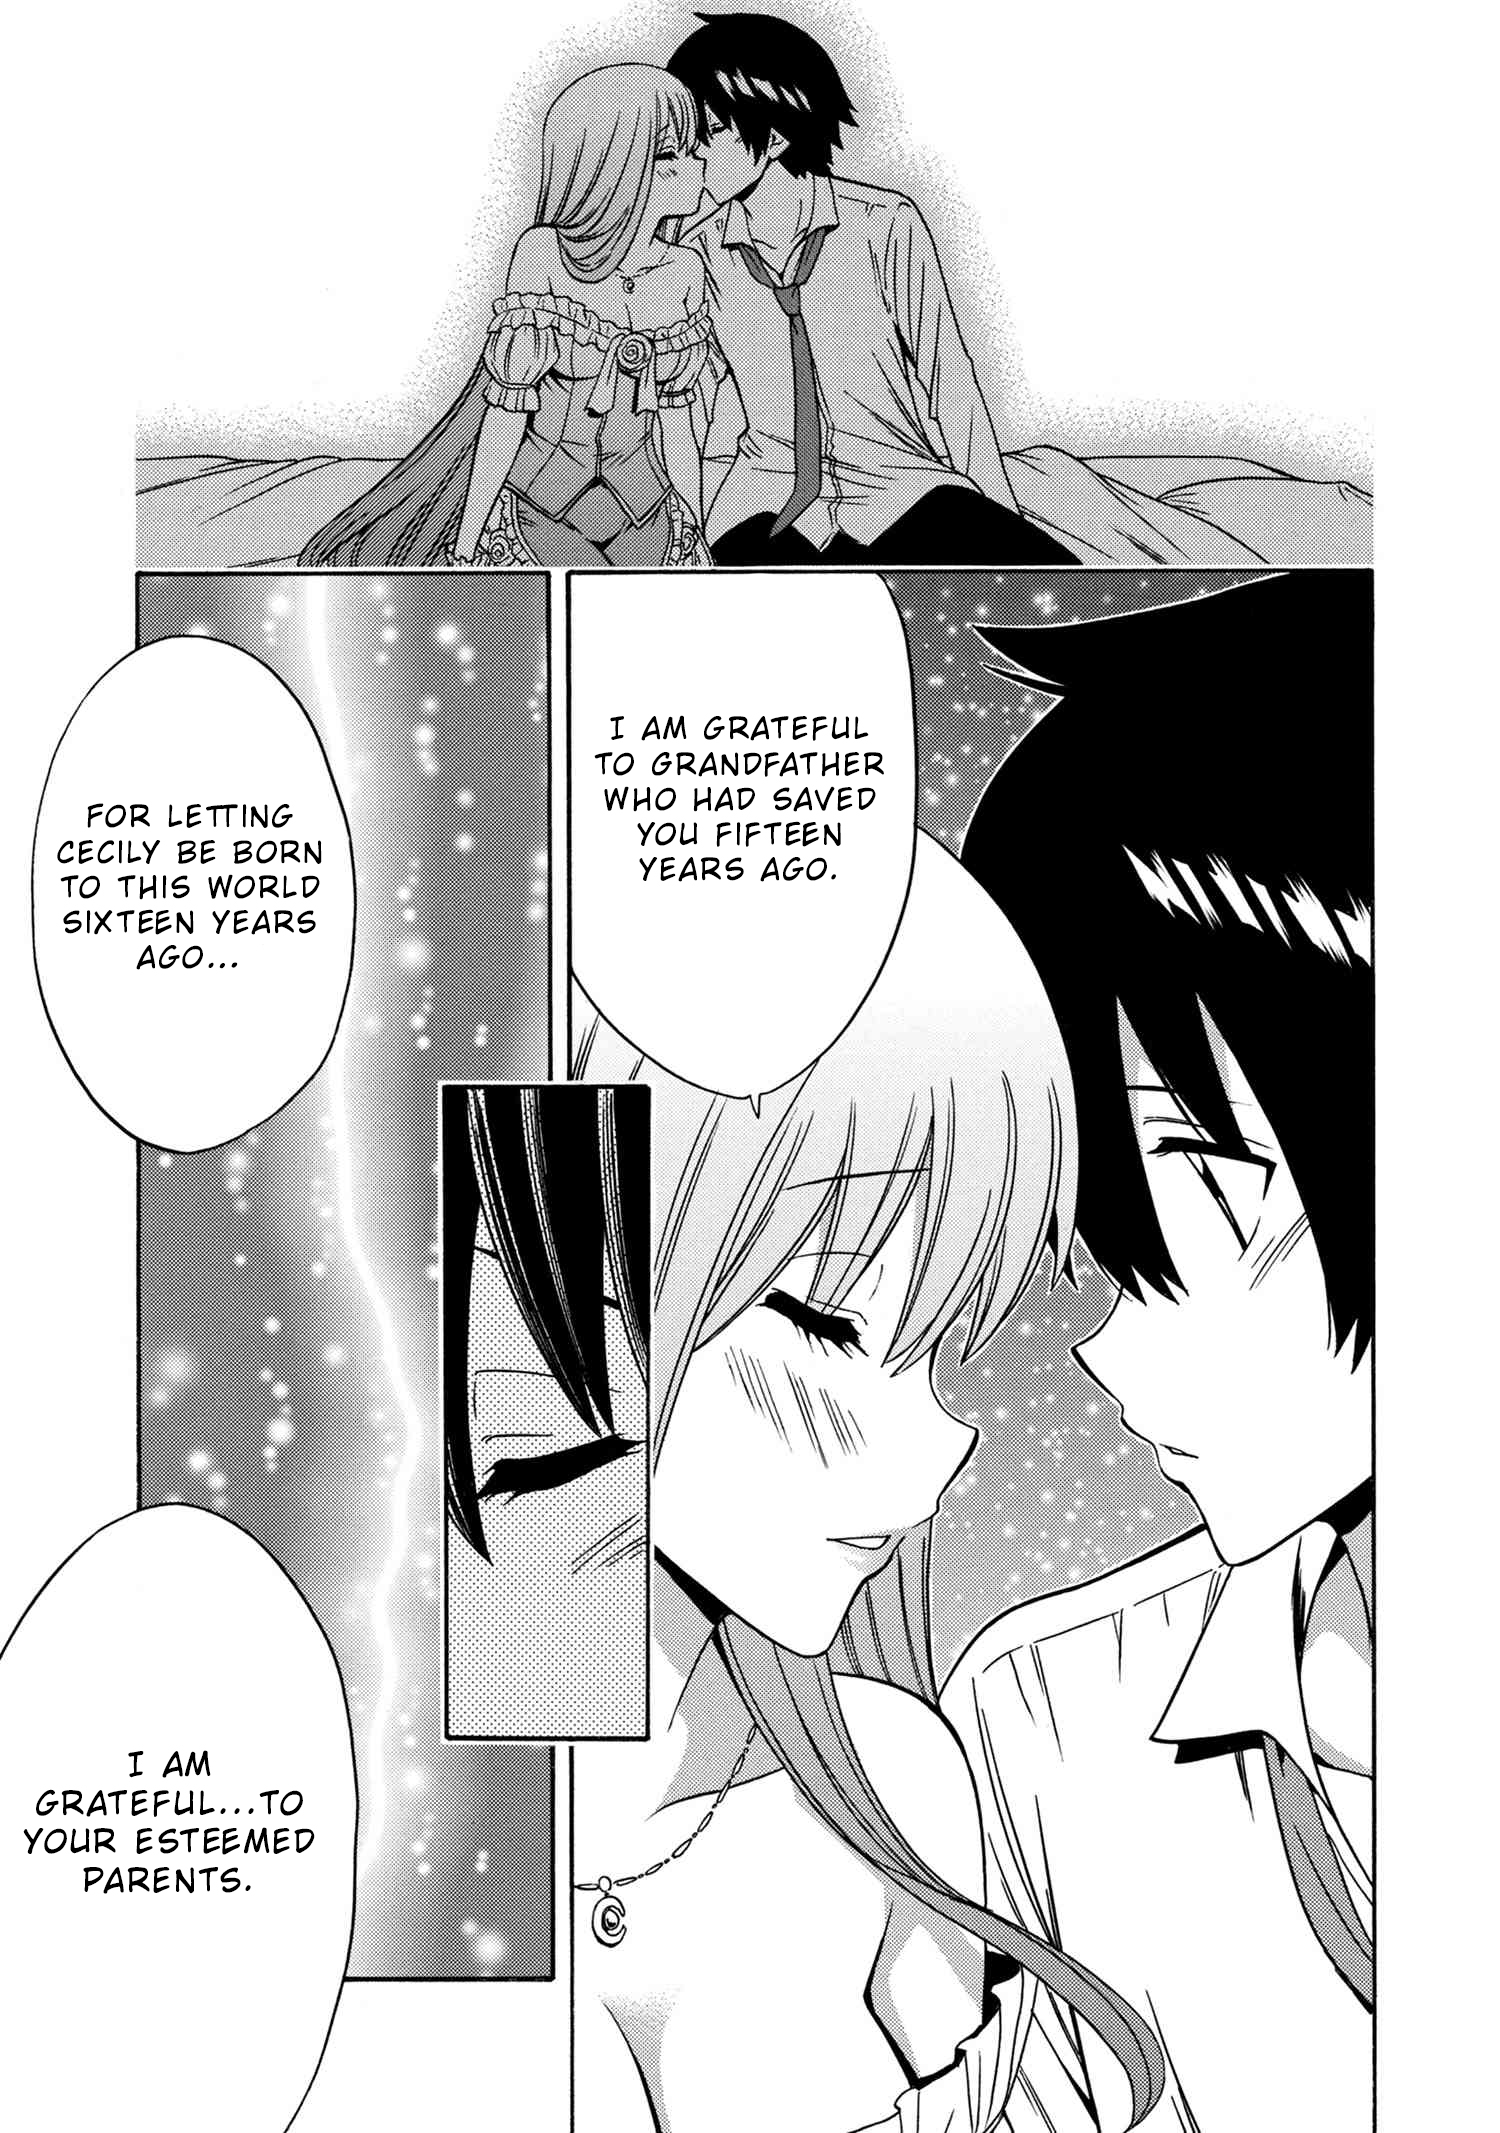 I AM GRATEFUL
TO GRANDFATHER
WHO HAD SAVED
YOU FIFTEEN
YEARS AGO.
FOR LETTING
CECILY BE BORN
TO THIS WORLD
SIXTEEN YEARS
AGO...
I AM
GRATEFUL...TO
YOUR ESTEEMED
PARENTS.